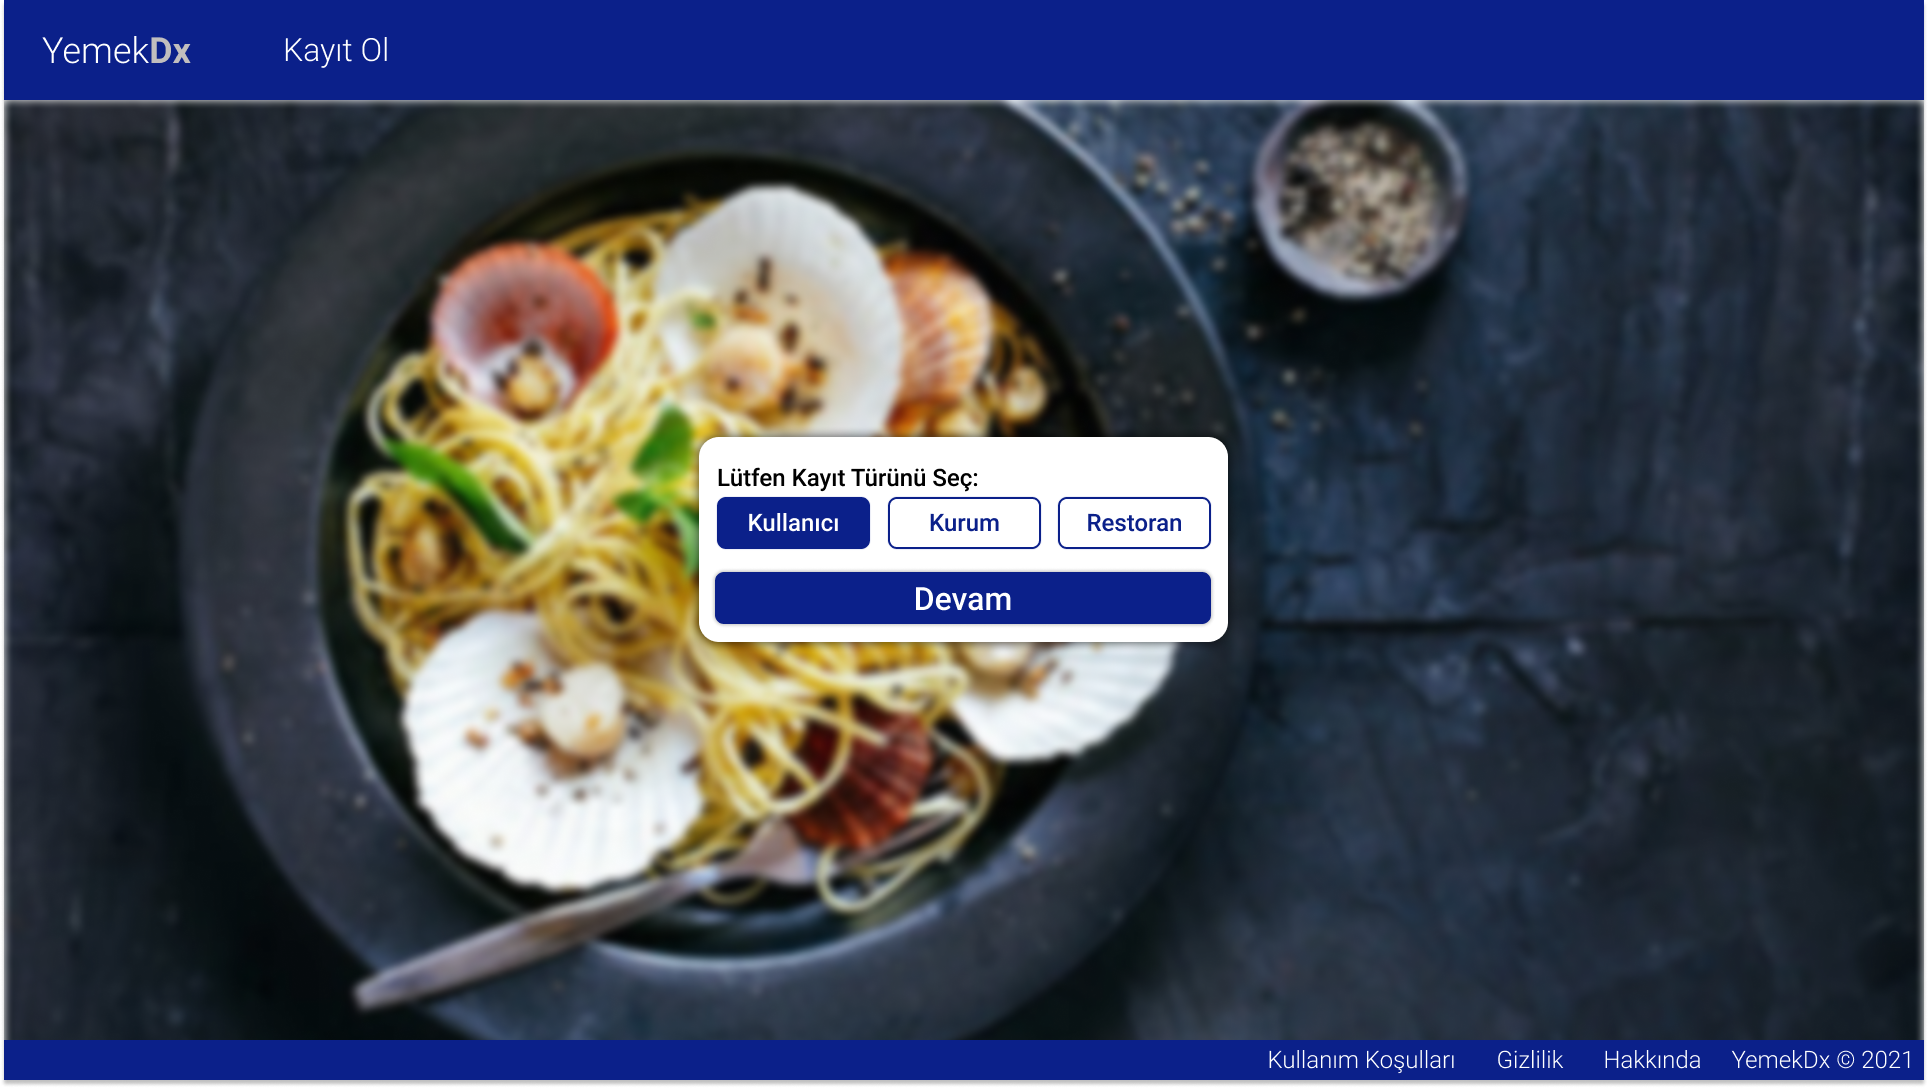 YemekDx Kayıt Ol
Lütfen Kayıt Türünü Seç:
Kullanıcı Kurum Restoran
Devam
Kullanım Koşulları Gizlilik Hakkında YemekDx © 2021